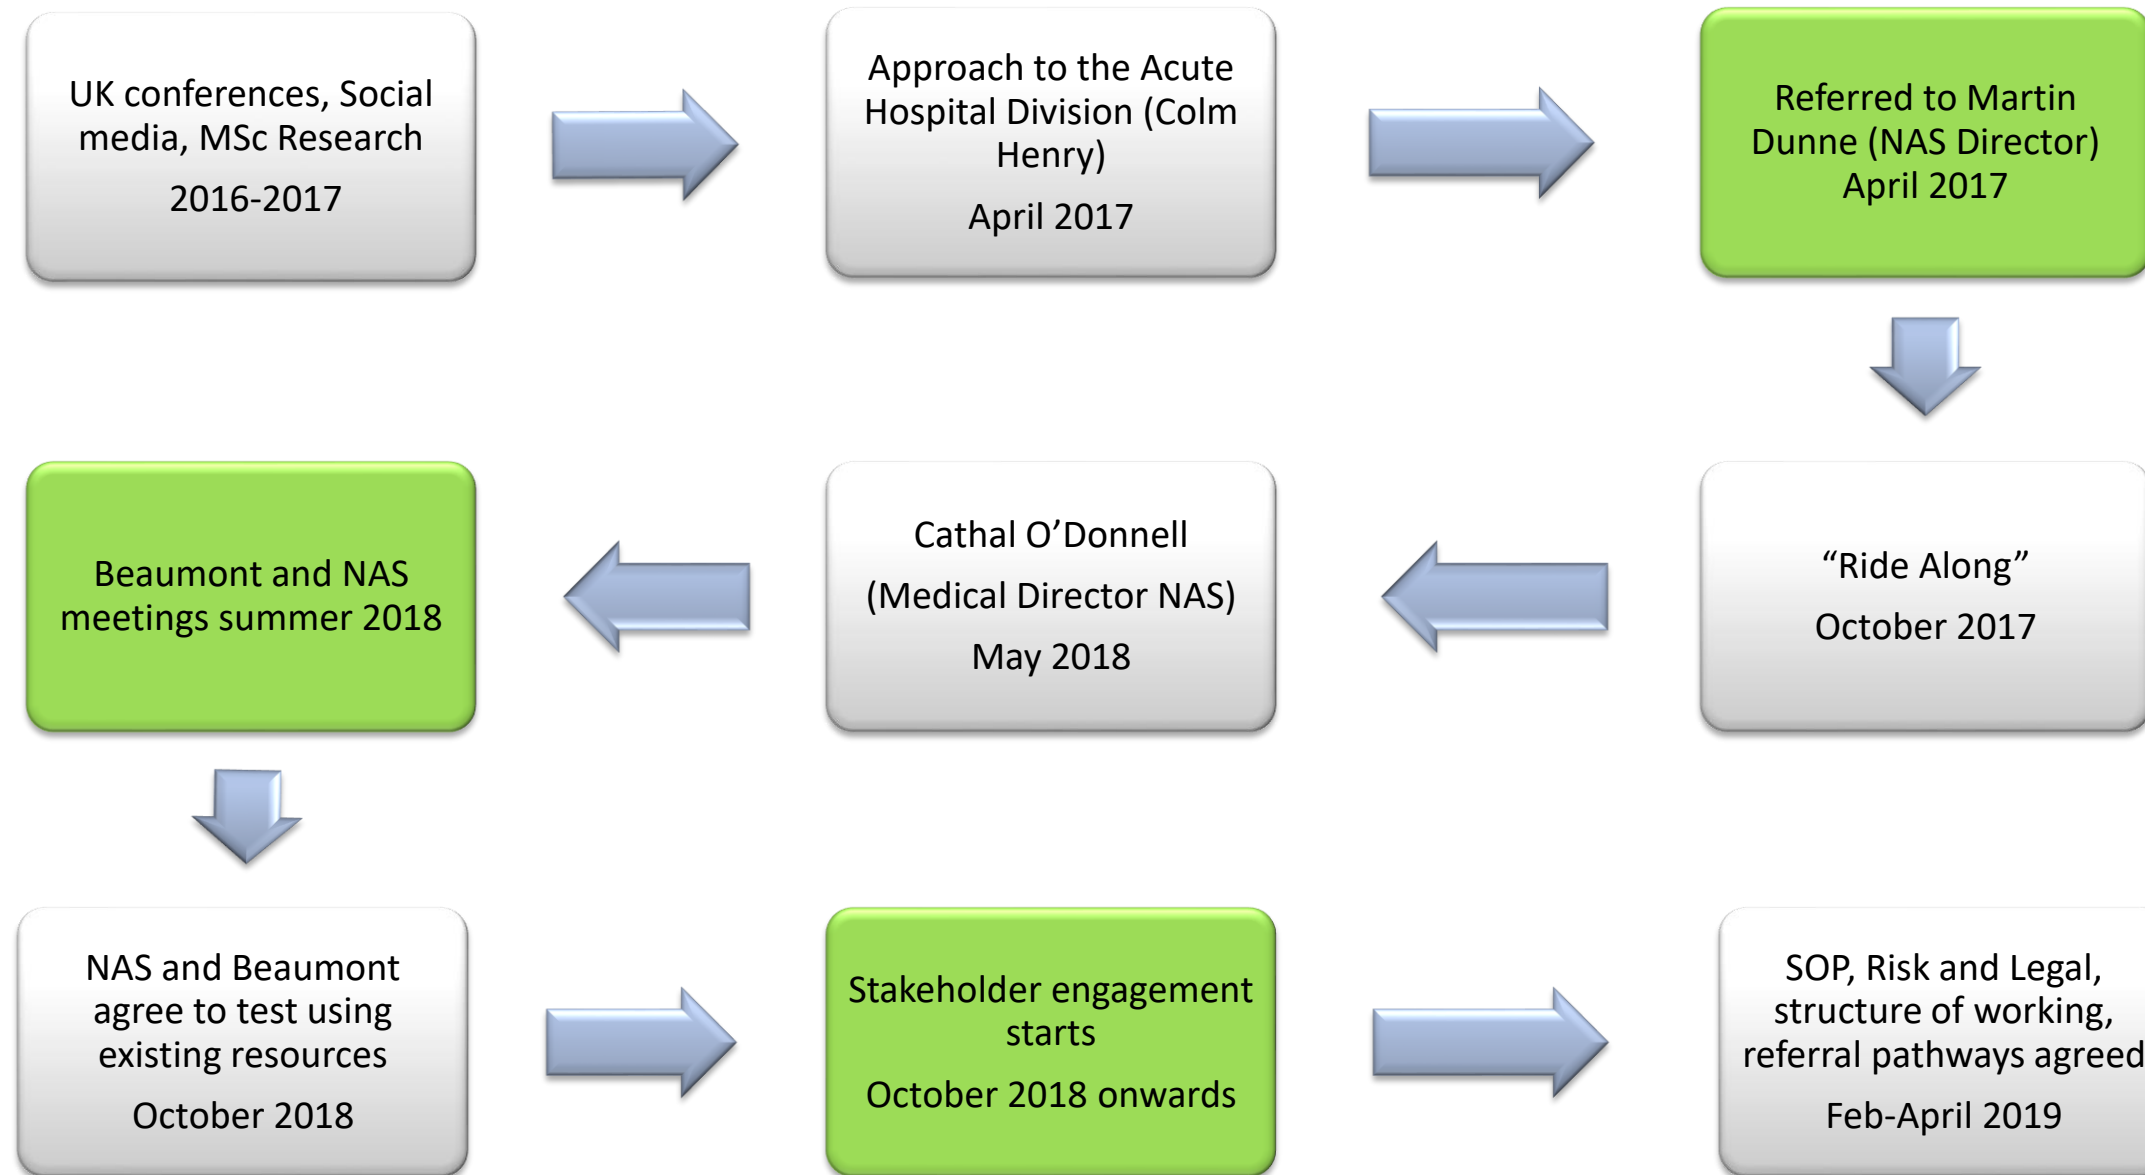 UK conferences, Social
media, MSc Research
2016-2017
Approach to the Acute
Hospital Division (Colm
Henry)
April 2017
Referred to Martin
Dunne (NAS Director)
April 2017
“Ride Along”
October 2017
Cathal O’Donnell
(Medical Director NAS)
May 2018
Beaumont and NAS
meetings summer 2018
NAS and Beaumont
agree to test using
existing resources
October 2018
Stakeholder engagement
starts
October 2018 onwards
SOP, Risk and Legal,
structure of working,
referral pathways agreed
Feb-April 2019